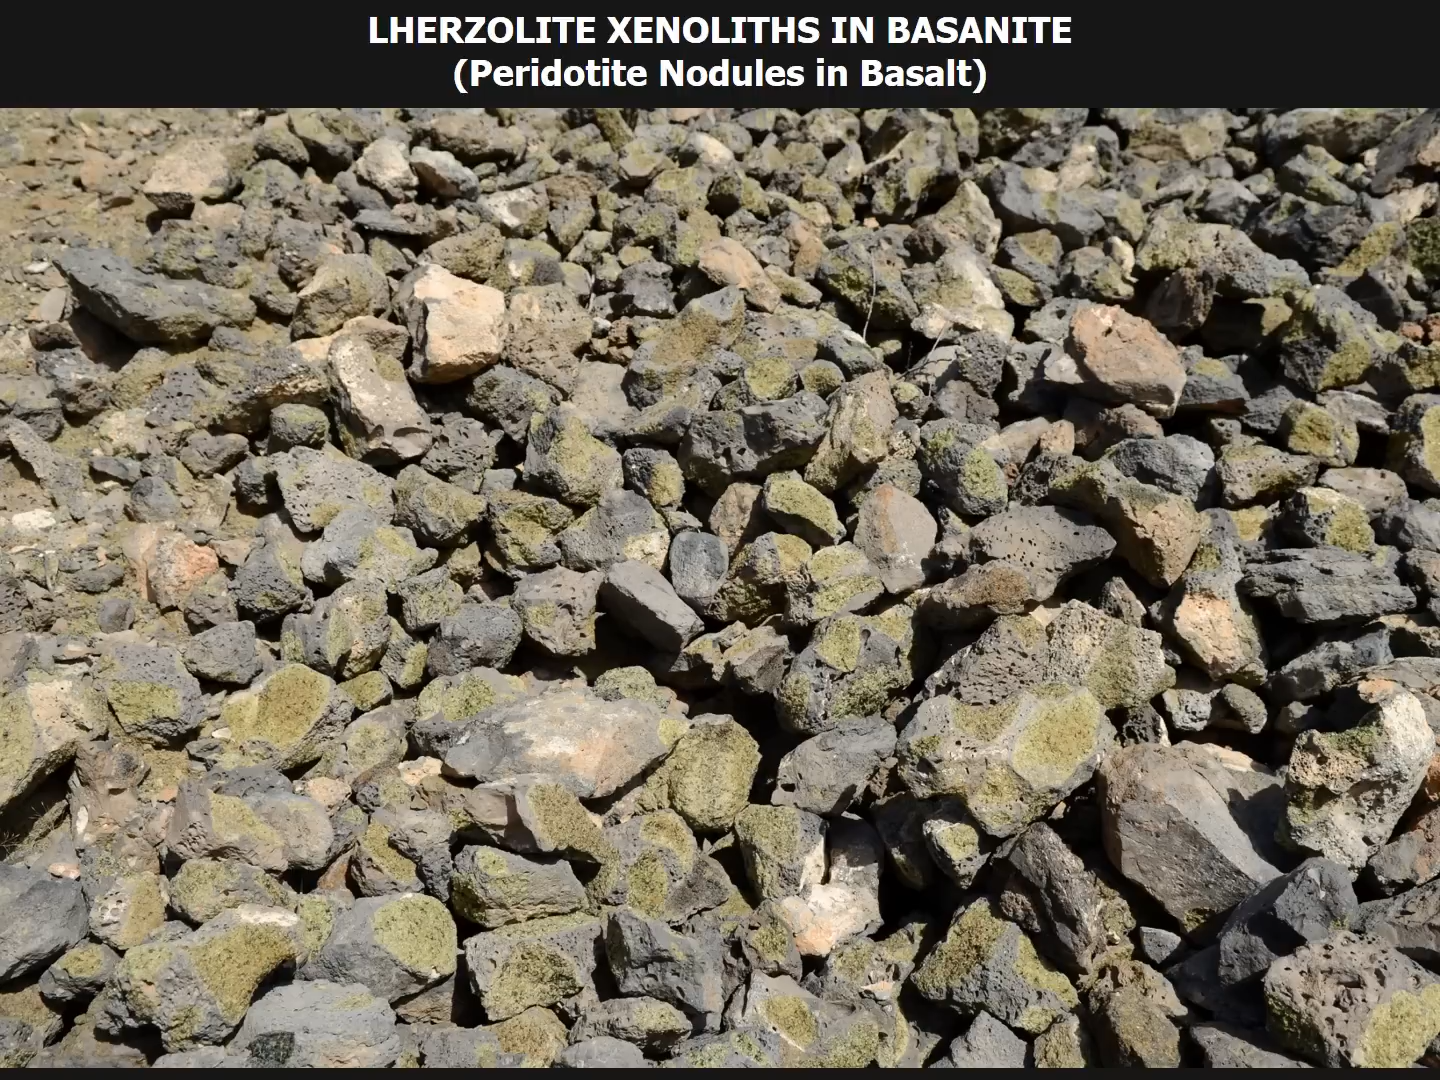 LHERZOLITE XENOLITHS IN BASANITE
(Peridotite Nodules in Basalt)